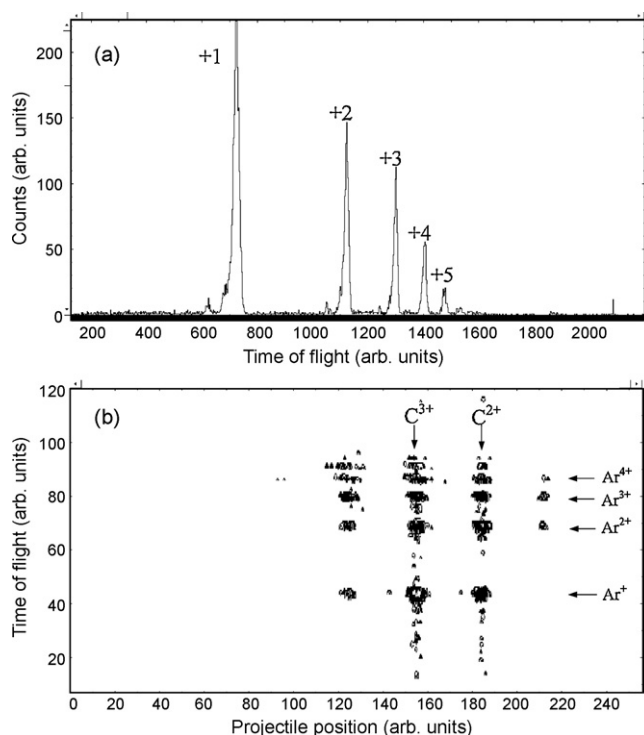 (a)
+1
+2
+3
+4
+5
Counts (arb. units)
200
150
100
50
0
200 400 600 800 1000 1200 1400 1600 1800 2000
Time of flight (arb. units)
(b)
C³⁺ C²⁺
Ar⁴⁺
Ar³⁺
Ar²⁺
Ar⁺
Time of flight (arb. units)
120
100
80
60
40
20
0 20 40 60 80 100 120 140 160 180 200 220 240
Projectile position (arb. units)